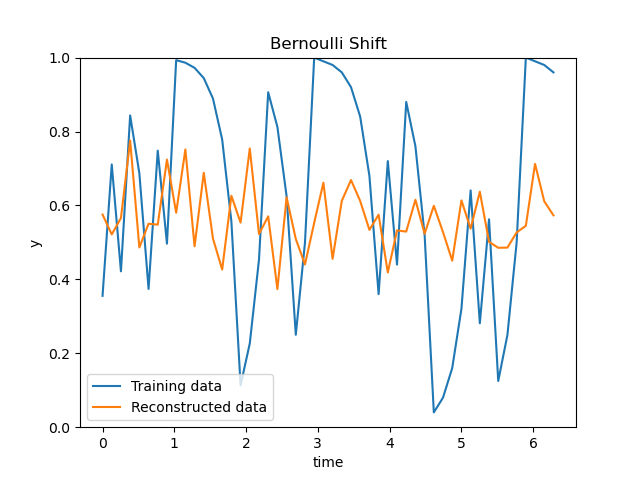 Bernoulli Shift
y
1.0
0.8
0.6
0.4
0.2
0.0
Training data
Reconstructed data
0 1 2 3 4 5 6
time